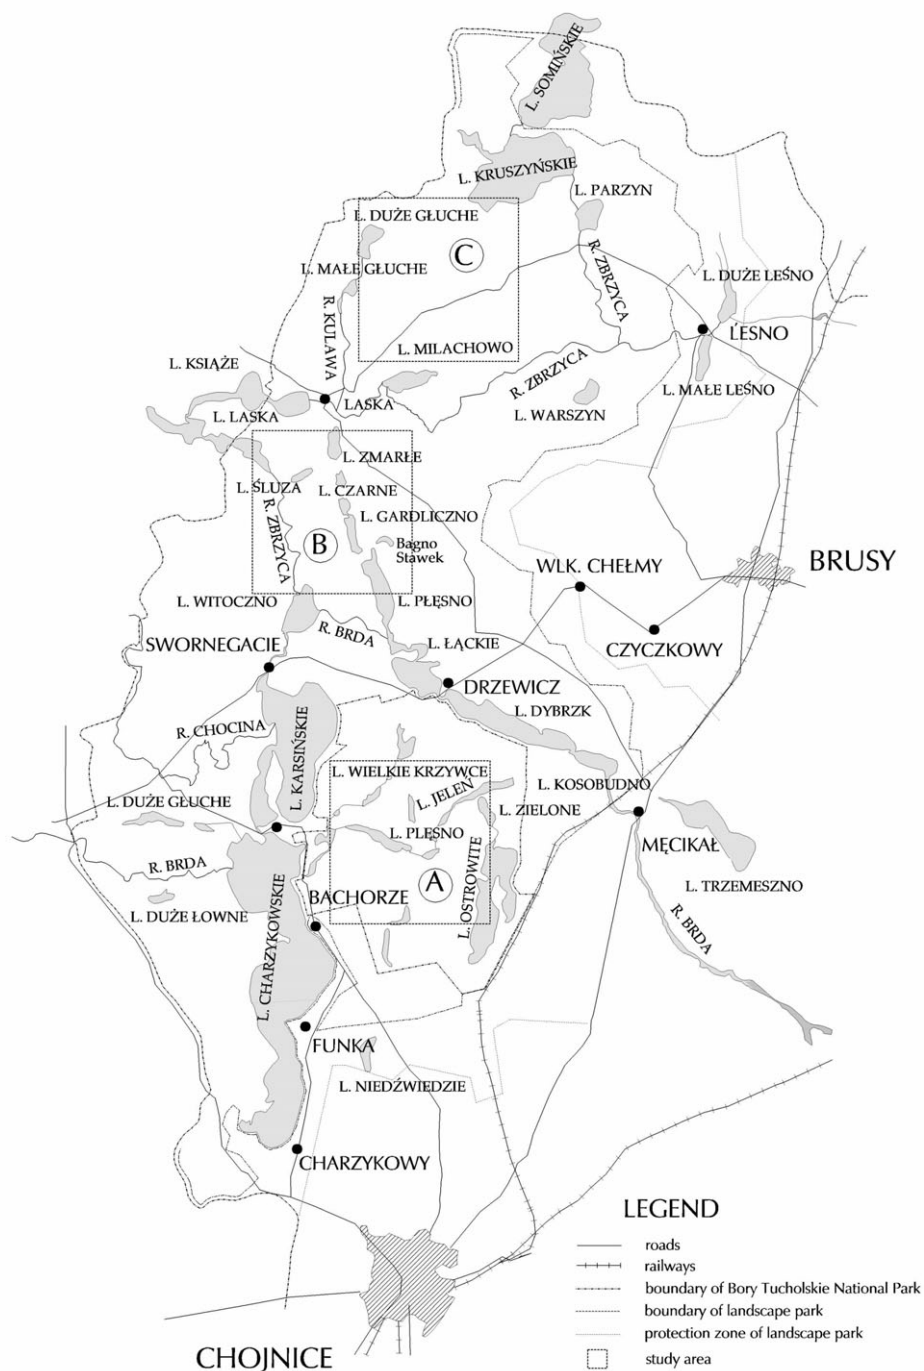 L. SOMIŃSKIE
L. KRUSZYŃSKIE
L. PARZYN
L. DUŻE GŁUCHE
C
R. ZBRZYCA
L. MAŁE GŁUCHE
L. DUŻE LEŚNO
R. KULAWA
LEŚNO
L. MILACHOWO
L. KSIĄŻE
R. ZBRZYCA
L. MAŁE LEŚNO
LASKA
L. LASKA
L. WARSZYN
L. ZMARŁE
L. ŚLUZA
L. CZARNE
R. ZBRZYCA
L. GARDLICZNO
B
Bagno
Stawek
WLK. CHEŁMY
BRUSY
L. WITOCZNO
L. PŁĘSNO
R. BRDA
SWORNEGACIE
L. ŁĄCKIE
CZYCZKOWY
DRZEWICZ
L. DYBRZK
R. CHOCINA
L. KARSIŃSKIE
L. WIELKIE KRZYWCE
L. KOSOBUDNO
L. JELEŃ
L. DUŻE GŁUCHE
L. ZIELONE
L. PLĘSNO
MĘCIKAŁ
R. BRDA
A
L. TRZEMESZNO
BACHORZE
L. OSTROWITE
L. DUŻE ŁOWNE
R. BRDA
L. CHARZYKOWSKIE
FUNKA
L. NIEDŹWIEDZIE
CHARZYKOWY
CHOJNICE
LEGEND
roads
railways
boundary of Bory Tucholskie National Park
boundary of landscape park
protection zone of landscape park
study area